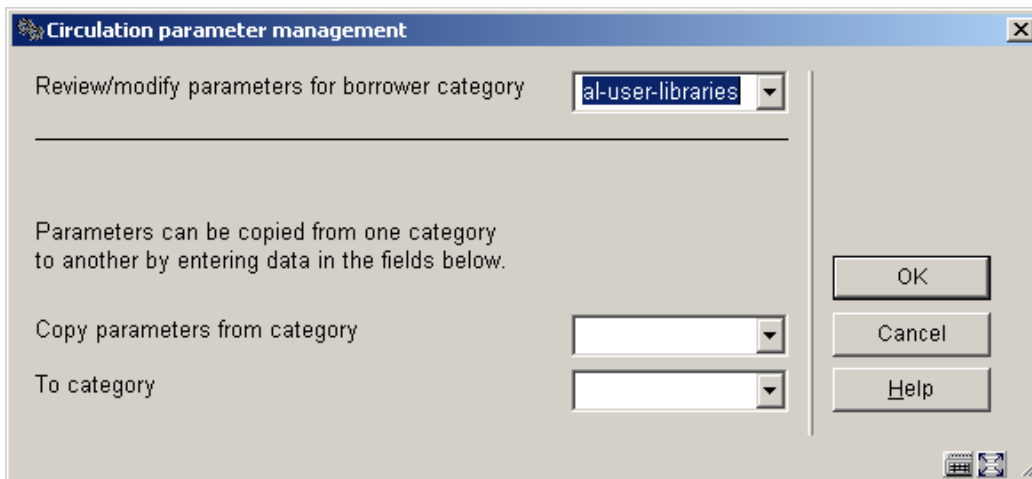 Circulation parameter management
Review/modify parameters for borrower category
al-user-libraries
Parameters can be copied from one category
to another by entering data in the fields below.
OK
Copy parameters from category
Cancel
To category
Help